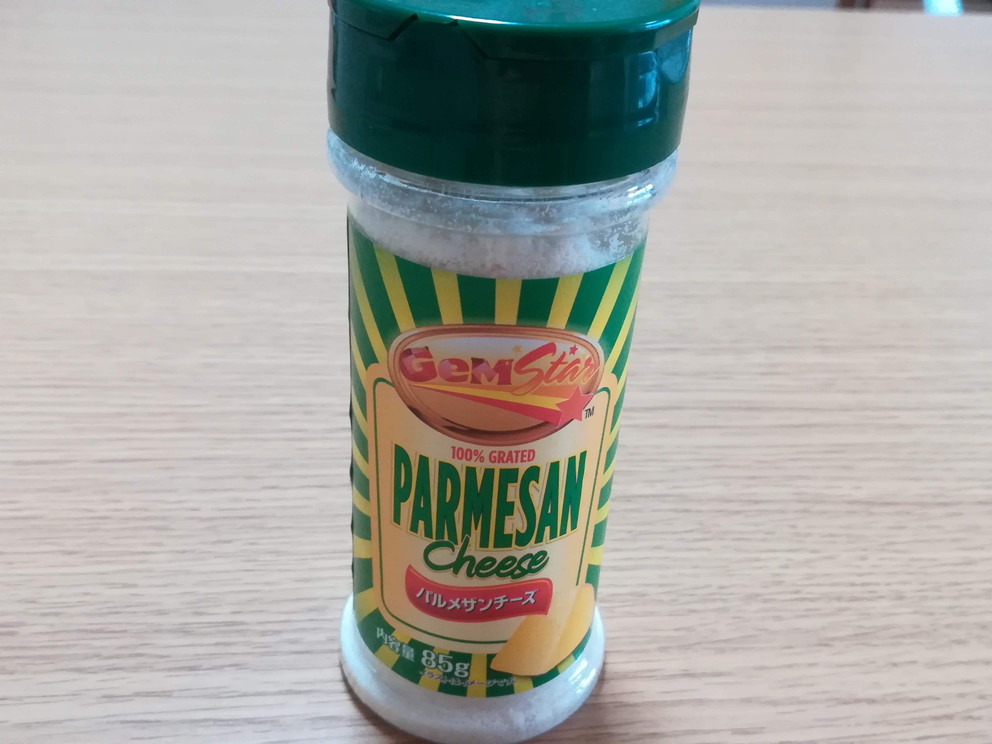 GemStar
TM
100% GRATED
PARMESAN
Cheese
パルメザンチーズ
内容量 85g